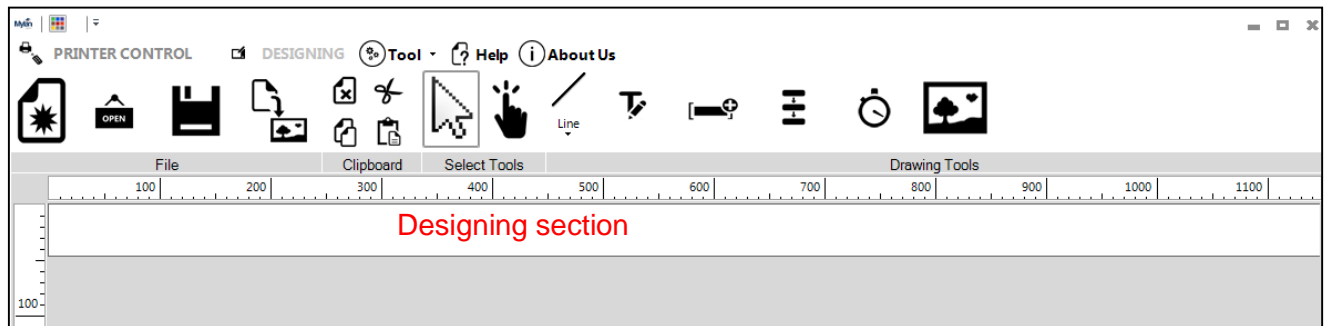 Mylan
PRINTER CONTROL DESIGNING Tool Help i About Us
OPEN
Line
File Clipboard Select Tools Drawing Tools
100 200 300 400 500 600 700 800 900 1000 1100
Designing section
100